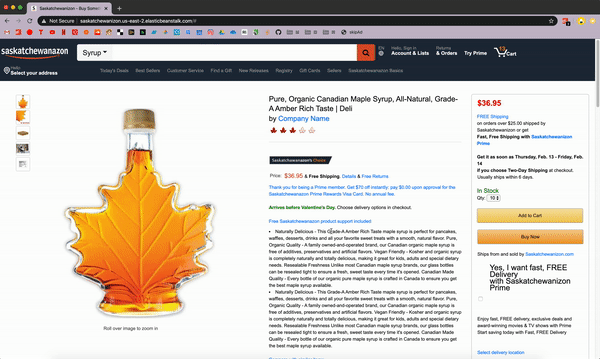 Saskatchewanazon - Buy Somet
Not Secure | saskatchewanizon.us-east-2.elasticbeanstalk.com/#
skipAd
saskatchewanazon
Syrup
EN
Hello, Sign in
Account & Lists
Returns
& Orders
Try Prime
Cart
Hello
Select your address
Today's Deals Best Sellers Customer Service Find a Gift New Releases Registry Gift Cards Sellers Saskatchewanazon Basics
Roll over image to zoom in
Pure, Organic Canadian Maple Syrup, All-Natural, Grade-
A Amber Rich Taste | Deli
by Company Name
Saskatchewanazon's Choice
Price: $36.95 & Free Shipping. Details & Free Returns
Thank you for being a Prime member. Get $70 off instantly: pay $0.00 upon approval for the
Saskatchewanazon Prime Rewards Visa Card. No annual fee.
Arrives before Valentine's Day. Choose delivery options in checkout.
Free Saskatchewanazon product support included
• Naturally Delicious - This Grade-A Amber Rich Taste maple syrup is perfect for pancakes,
waffles, desserts, drinks and all your favorite sweet treats with a smooth, natural flavor. Pure,
Organic Quality - A family owned-and-operated brand, our Canadian organic maple syrup is
free of additives, preservatives and artificial flavors. Vegan Friendly - Kosher and organic syrup
is completely naturally and totally delicious, making it great for kids, adults and special dietary
needs. Resealable Freshness Unlike most Canadian maple syrup brands, our glass bottles
can be resealed tight to ensure a fresh, sweet taste every time it's opened. Canadian Made
Quality - Every bottle of our organic pure maple syrup is crafted in Canada to ensure you get
the best maple syrup available.
• Naturally Delicious - This Grade-A Amber Rich Taste maple syrup is perfect for pancakes,
waffles, desserts, drinks and all your favorite sweet treats with a smooth, natural flavor. Pure,
Organic Quality - A family owned-and-operated brand, our Canadian organic maple syrup is
free of additives, preservatives and artificial flavors. Vegan Friendly - Kosher and organic syrup
is completely naturally and totally delicious, making it great for kids, adults and special dietary
needs. Resealable Freshness Unlike most Canadian maple syrup brands, our glass bottles
can be resealed tight to ensure a fresh, sweet taste every time it's opened. Canadian Made
Quality - Every bottle of our organic pure maple syrup is crafted in Canada to ensure you get
the best maple syrup available.
$36.95
FREE Shipping
on orders over $25.00 shipped by
Saskatchewanazon or get
Fast, Free Shipping with Saskatchewanazon
Prime
Get it as soon as Thursday, Feb. 13 - Friday, Feb.
14
if you choose Two-Day Shipping at checkout.
Usually ships within 6 days.
In Stock
Qty: 10
Add to Cart
Buy Now
Ships from and sold by Saskatchewanazon.com
Yes, I want fast, FREE
Delivery
with Saskatchewanazon
Prime
Enjoy fast, FREE delivery, exclusive deals and
award-winning movies & TV shows with Prime
Start saving today with Fast, FREE Delivery
Select delivery location